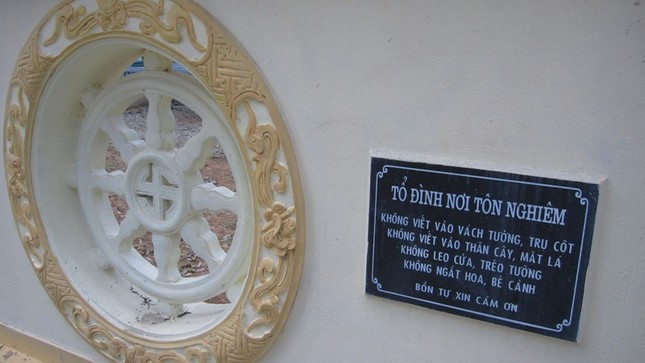 TỔ ĐÌNH NƠI TÔN NGHIÊM
KHÔNG VIẾT VÀO VÁCH TƯỜNG, TRỤ CỐT
KHÔNG VIẾT VÀO THÂN CÂY, MẶT LÁ
KHÔNG LEO CỬA, TRÈO TƯỜNG
KHÔNG NGẮT HOA, BẺ CÀNH
BỔN TỰ XIN CẢM ƠN